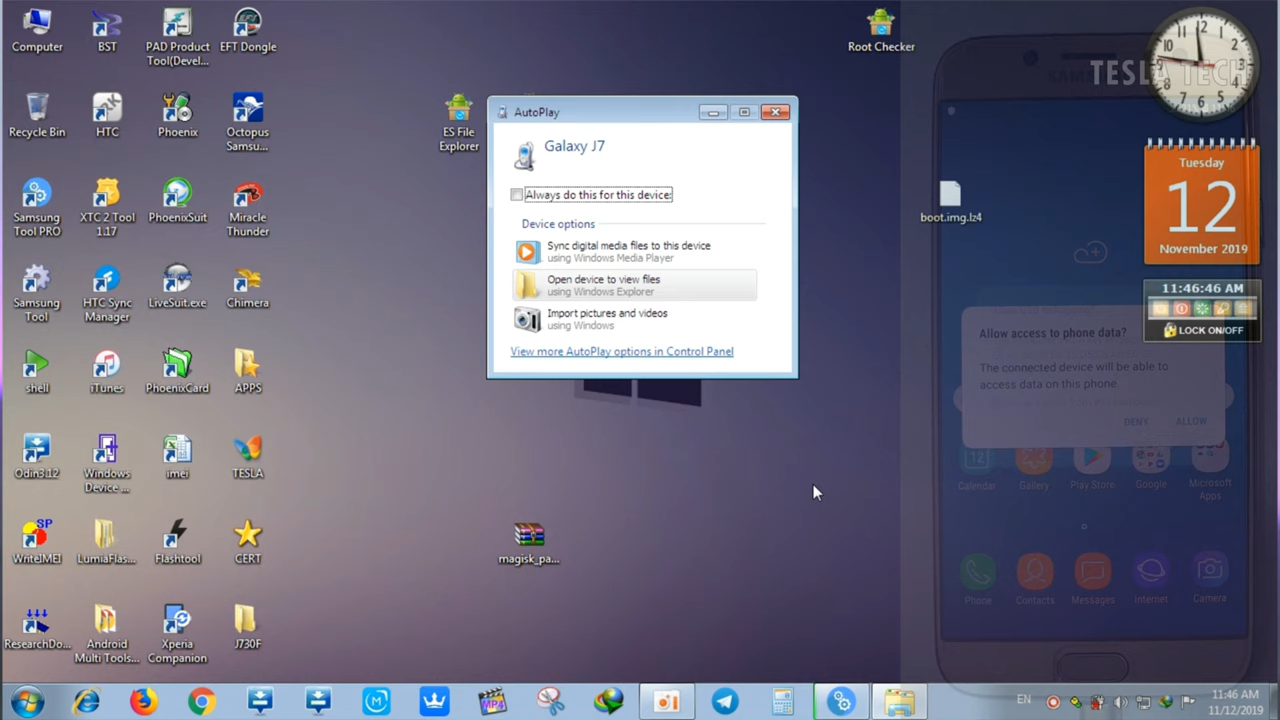 Computer
BST
PAD Product
Tool(Devel...
EFT Dongle
Root Checker
TESLA TECH
Recycle Bin
HTC
Phoenix
Octopus
Samsu...
ES File
Explorer
AutoPlay
Galaxy J7
Always do this for this device:
Device options
Sync digital media files to this device
using Windows Media Player
Open device to view files
using Windows Explorer
Import pictures and videos
using Windows
View more AutoPlay options in Control Panel
boot.img.lz4
Tuesday
12
November 2019
11:46:46 AM
LOCK ON/OFF
Samsung
Tool PRO
XTC 2 Tool
1.17
PhoenixSuit
Miracle
Thunder
Samsung
Tool
HTC Sync
Manager
LiveSuit.exe
Chimera
Allow access to phone data?
The connected device will be able to
access data on this phone.
DENY
ALLOW
shell
iTunes
PhoenixCard
APPS
Odin3.12
Windows
Device ...
imei
TESLA
Calendar
Gallery
Play Store
Google
Microsoft
Apps
SP
WriteIMEI
LumiaFlas...
Flashtool
CERT
magisk_pa...
Phone
Contacts
Messages
Internet
Camera
ResearchDo...
Android
Multi Tools...
Xperia
Companion
J730F
MP4
EN
11:46 AM
11/12/2019